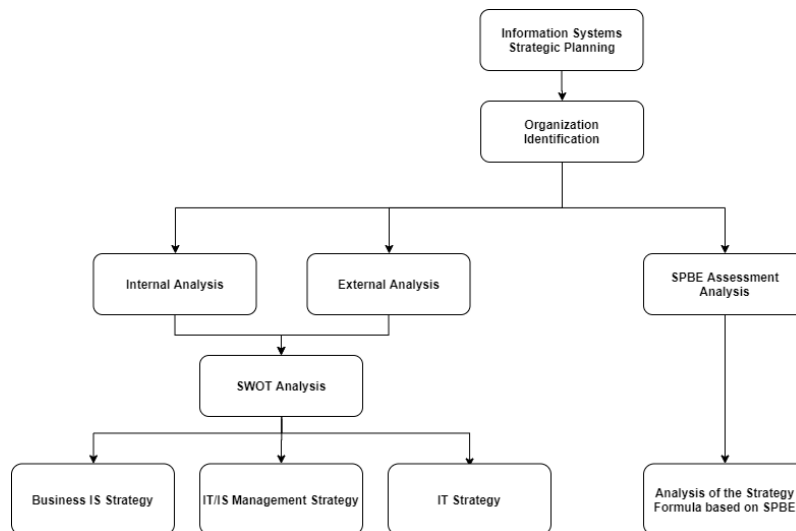 Information Systems
Strategic Planning
Organization
Identification
Internal Analysis
External Analysis
SPBE Assessment
Analysis
SWOT Analysis
Business IS Strategy
IT/IS Management Strategy
IT Strategy
Analysis of the Strategy
Formula based on SPBE